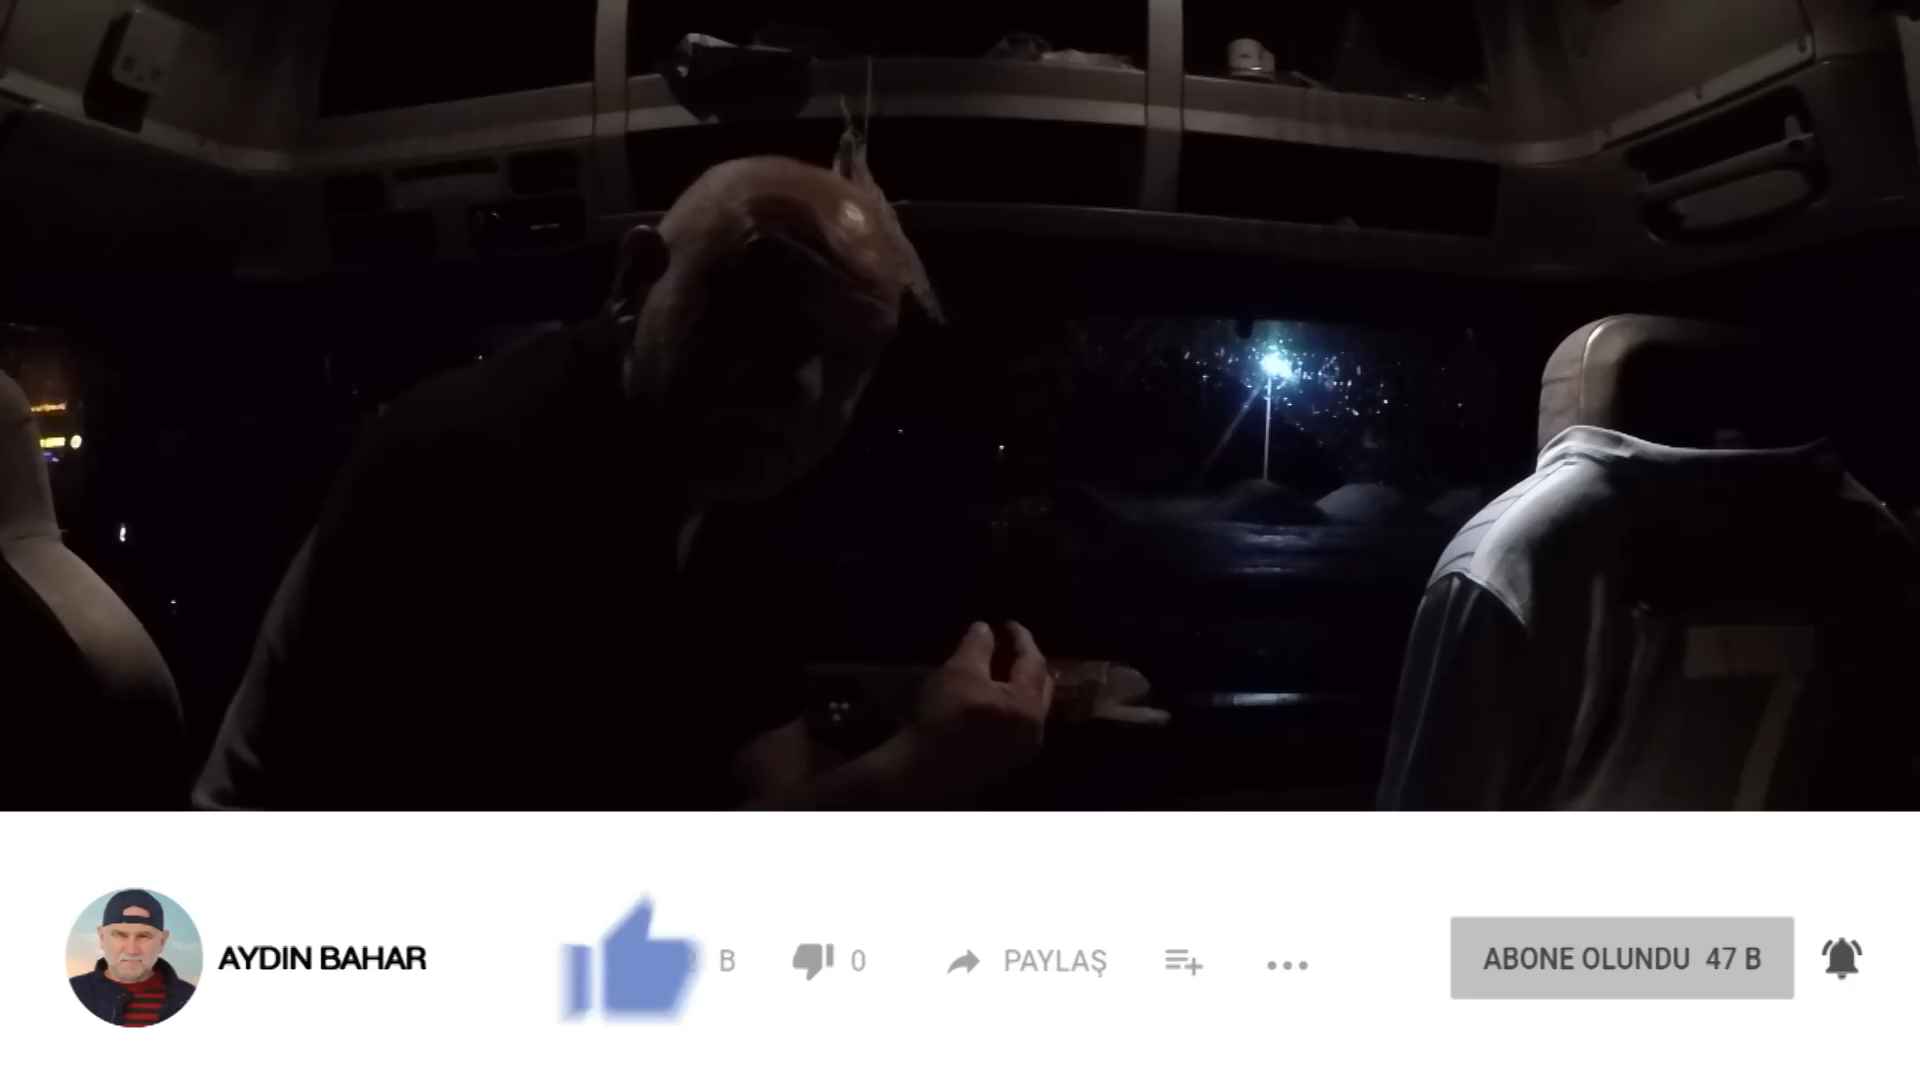 AYDIN BAHAR
B
0
PAYLAŞ
ABONE OLUNDU 47 B